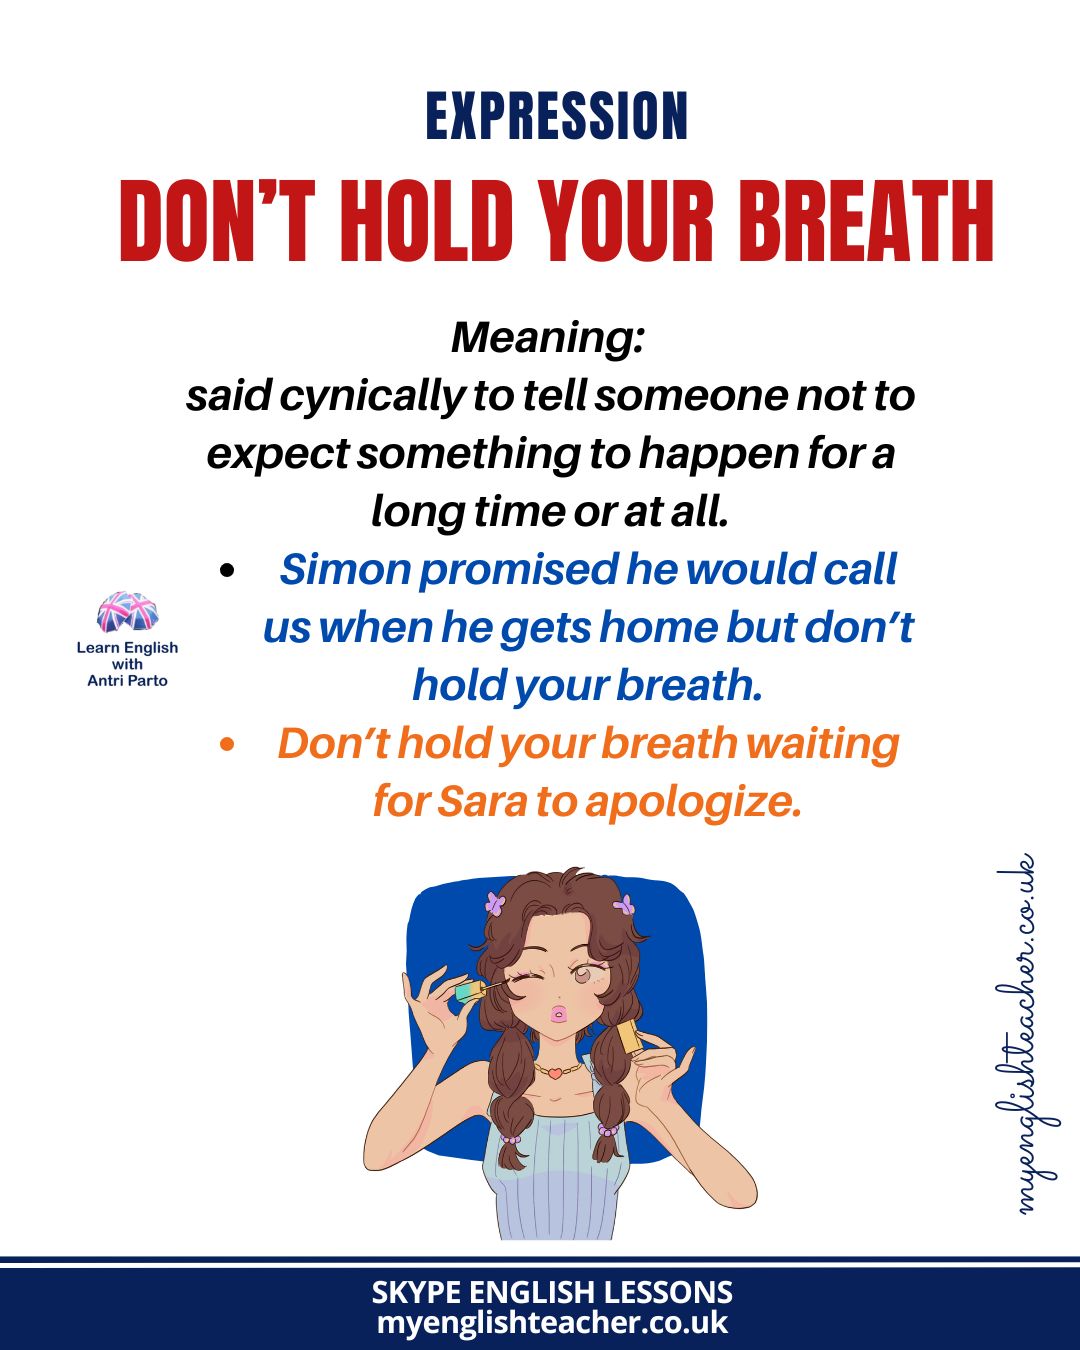 EXPRESSION
DON’T HOLD YOUR BREATH
Meaning:
said cynically to tell someone not to
expect something to happen for a
long time or at all.
• Simon promised he would call
us when he gets home but don’t
hold your breath.
• Don’t hold your breath waiting
for Sara to apologize.
Learn English
with
Antri Parto
myenglishteacher.co.uk
SKYPE ENGLISH LESSONS
myenglishteacher.co.uk